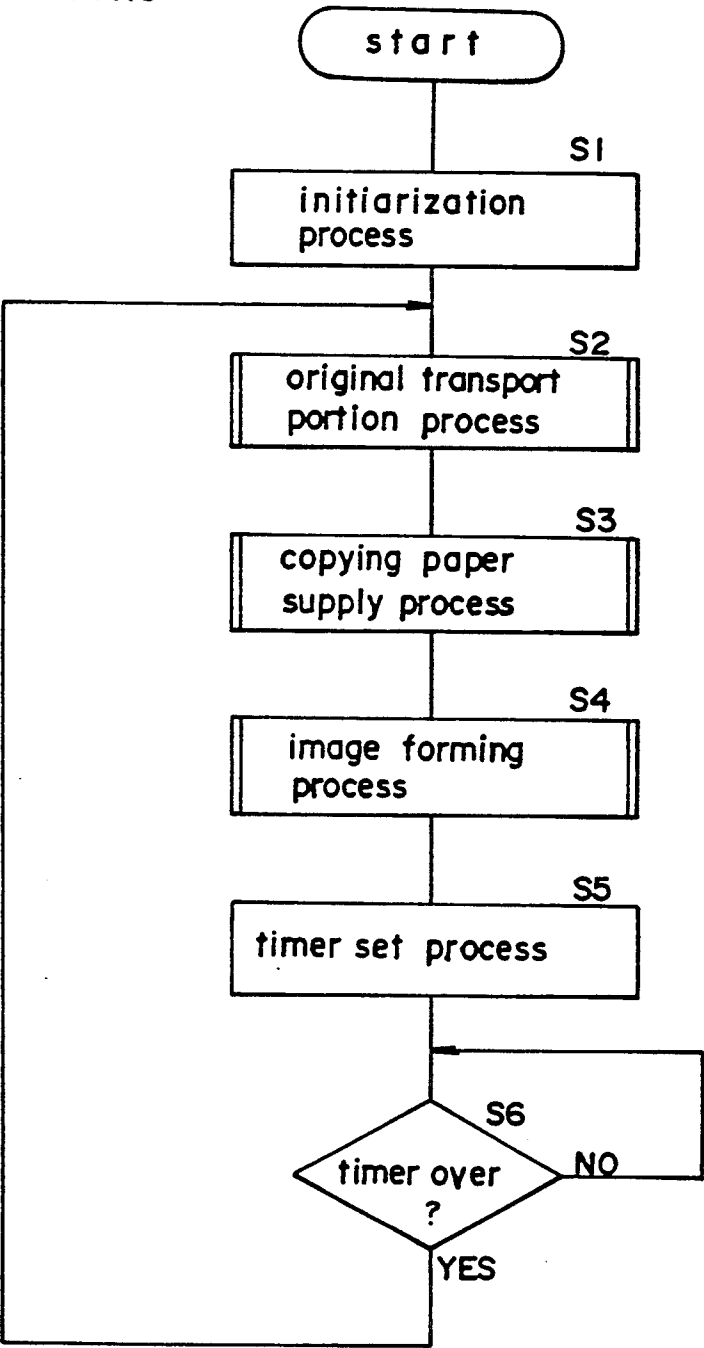 start
S1
initiarization
process
S2
original transport
portion process
S3
copying paper
supply process
S4
image forming
process
S5
timer set process
S6
timer over
?
NO
YES